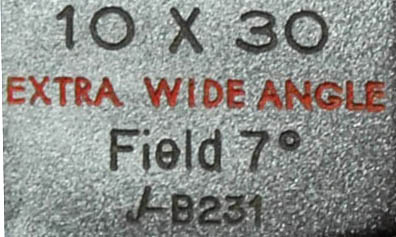 10 X 30
EXTRA WIDE ANGLE
Field 7°
J-B231